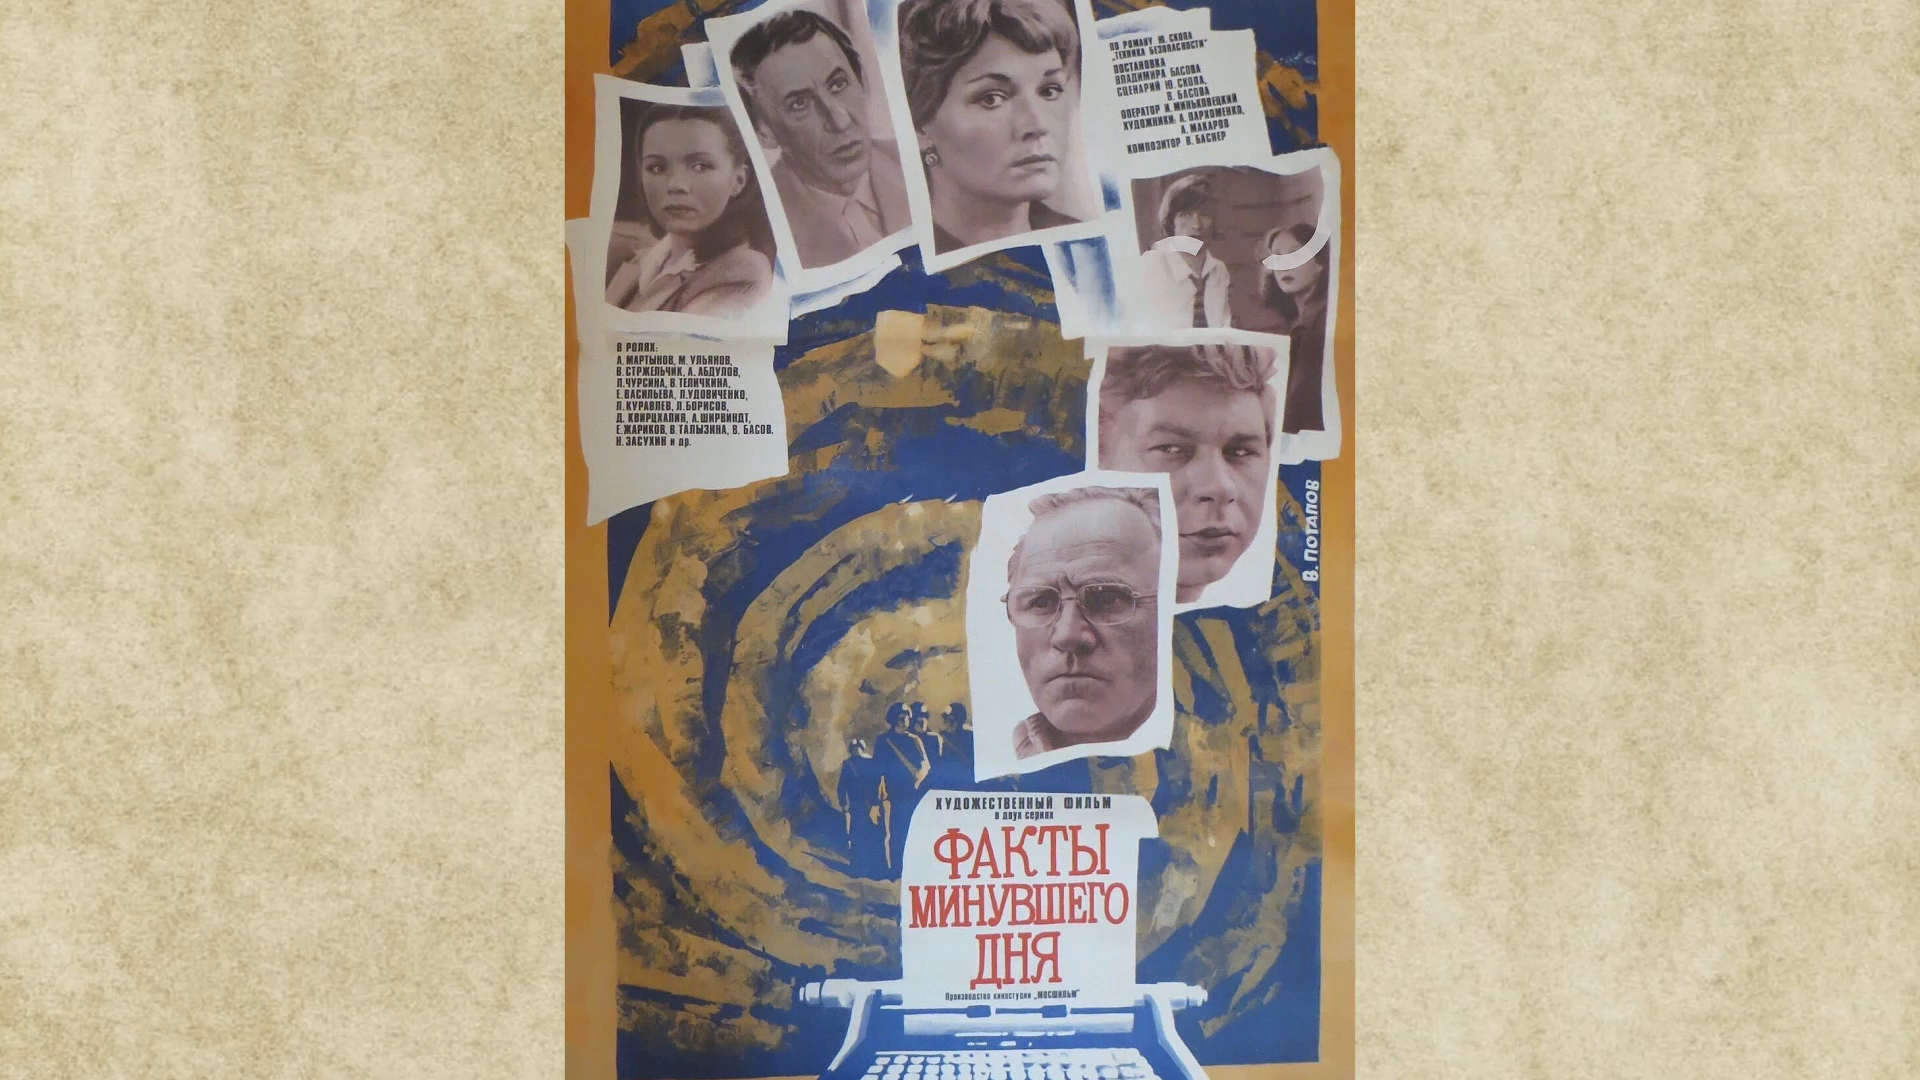 ПО РОМАНУ Ю. СКОПА
„ТЕХНИКА БЕЗОПАСНОСТИ"
ПОСТАНОВКА
ВЛАДИМИРА БАСОВА
СЦЕНАРИЙ Ю. СКОПА,
В. БАСОВА
ОПЕРАТОР И. МИНЬКОВЕЦКИЙ
ХУДОЖНИКИ: А. ПАРХОМЕНКО,
А. МАКАРОВ
КОМПОЗИТОР В. БАСНЕР
В РОЛЯХ:
А. МАРТЫНОВ, М. УЛЬЯНОВ,
В. СТРЖЕЛЬЧИК, А. АБДУЛОВ,
Л. ЧУРСИНА, В. ТЕЛИЧКИНА,
Е. ВАСИЛЬЕВА, Л. УДОВИЧЕНКО,
Л. КУРАВЛЕВ, Л. БОРИСОВ,
Д. КВИРЦХАЛИЯ, А. ШИРВИНДТ,
Е. ЖАРИКОВ, В. ТАЛЫЗИНА, В. БАСОВ,
Н. ЗАСУХИН и др.
В. ПОТАПОВ
ХУДОЖЕСТВЕННЫЙ ФИЛЬМ
в двух сериях
ФАКТЫ
МИНУВШЕГО
ДНЯ
Производство киностудии „МОСФИЛЬМ"